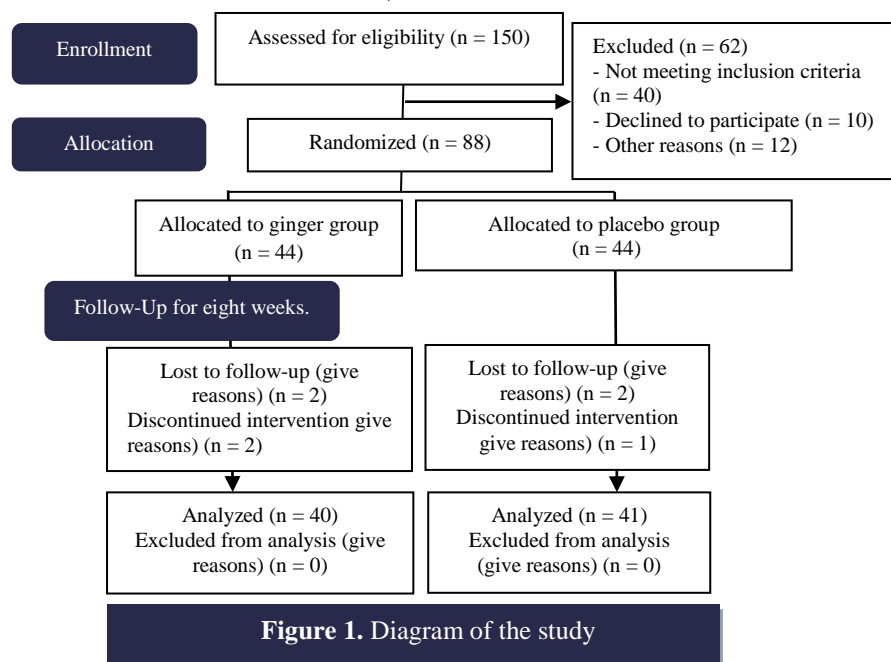 Enrollment
Assessed for eligibility (n = 150)
Excluded (n = 62)
- Not meeting inclusion criteria
(n = 40)
- Declined to participate (n = 10)
- Other reasons (n = 12)
Allocation
Randomized (n = 88)
Allocated to ginger group
(n = 44)
Allocated to placebo group
(n = 44)
Follow-Up for eight weeks.
Lost to follow-up (give
reasons) (n = 2)
Discontinued intervention give
reasons) (n = 2)
Lost to follow-up (give
reasons) (n = 2)
Discontinued intervention
give reasons) (n = 1)
Analyzed (n = 40)
Excluded from analysis (give
reasons) (n = 0)
Analyzed (n = 41)
Excluded from analysis
(give reasons) (n = 0)
Figure 1. Diagram of the study